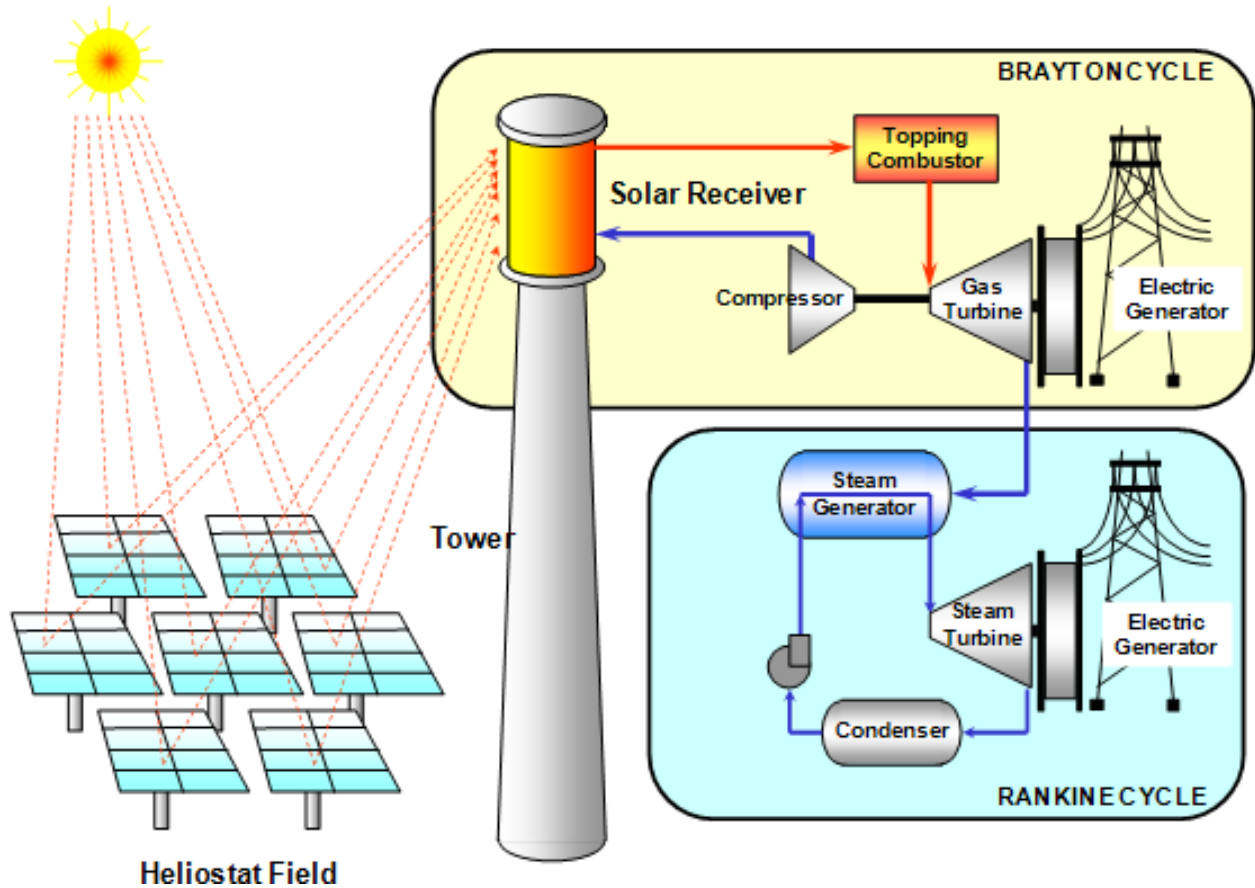 BRAYTONCYCLE
Topping
Combustor
Solar Receiver
Compressor
Gas
Turbine
Electric
Generator
Steam
Generator
Tower
Steam
Turbine
Electric
Generator
Condenser
RANKINECYCLE
Heliostat Field